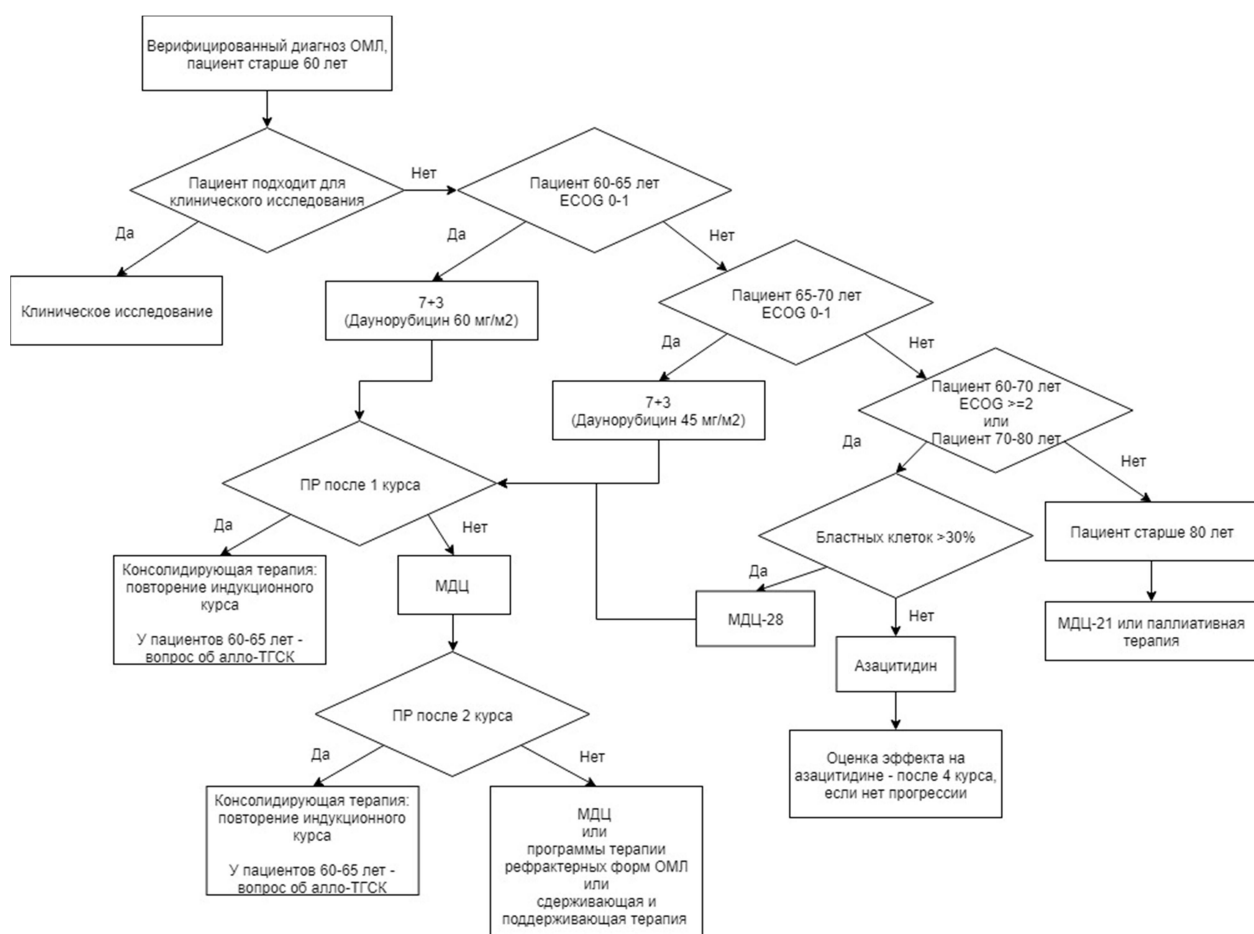 Верифицированный диагноз ОМЛ,
пациент старше 60 лет
Пациент подходит для
клинического исследования
Нет
Пациент 60-65 лет
ECOG 0-1
Да
Да
Нет
Клиническое исследование
7+3
(Даунорубицин 60 мг/м2)
Пациент 65-70 лет
ECOG 0-1
Да
Нет
7+3
(Даунорубицин 45 мг/м2)
Пациент 60-70 лет
ECOG >=2
или
Пациент 70-80 лет
Да
Нет
ПР после 1 курса
Да
Нет
Бластных клеток >30%
Пациент старше 80 лет
Консолидирующая терапия:
повторение индукционного
курса
У пациентов 60-65 лет -
вопрос об алло-ТГСК
МДЦ
Да
МДЦ-28
Нет
МДЦ-21 или паллиативная
терапия
Азацитидин
ПР после 2 курса
Да
Нет
Оценка эффекта на
азацитидине - после 4 курса,
если нет прогрессии
Консолидирующая терапия:
повторение индукционного
курса
У пациентов 60-65 лет -
вопрос об алло-ТГСК
МДЦ
или
программы терапии
рефрактерных форм ОМЛ
или
сдерживающая и
поддерживающая терапия